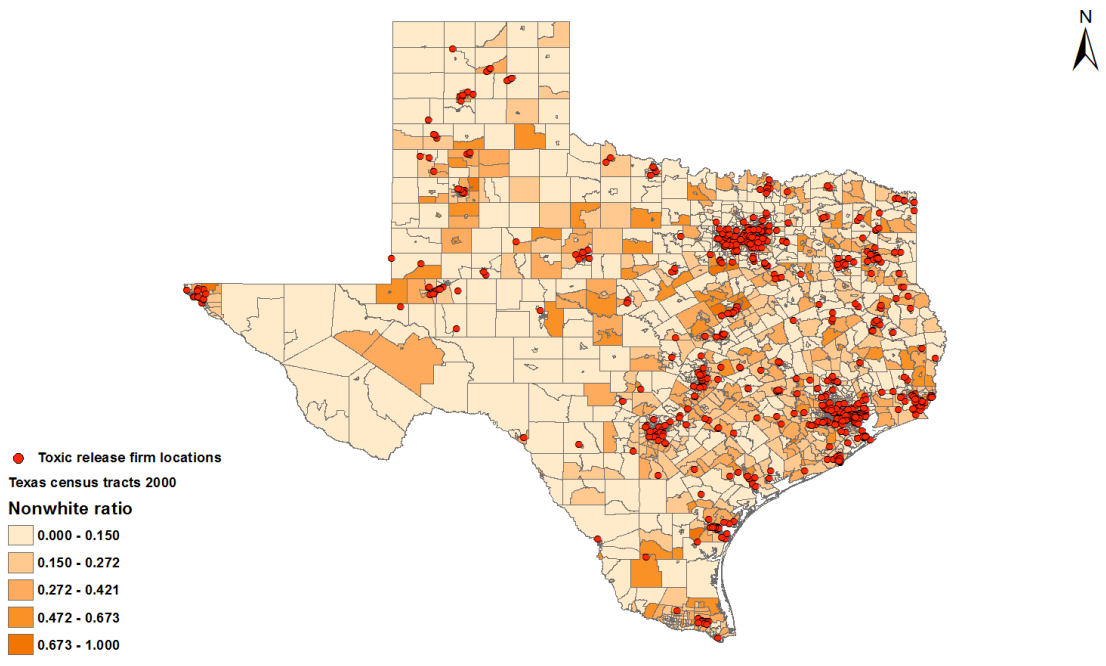 N
Toxic release firm locations
Texas census tracts 2000
Nonwhite ratio
0.000 - 0.150
0.150 - 0.272
0.272 - 0.421
0.472 - 0.673
0.673 - 1.000